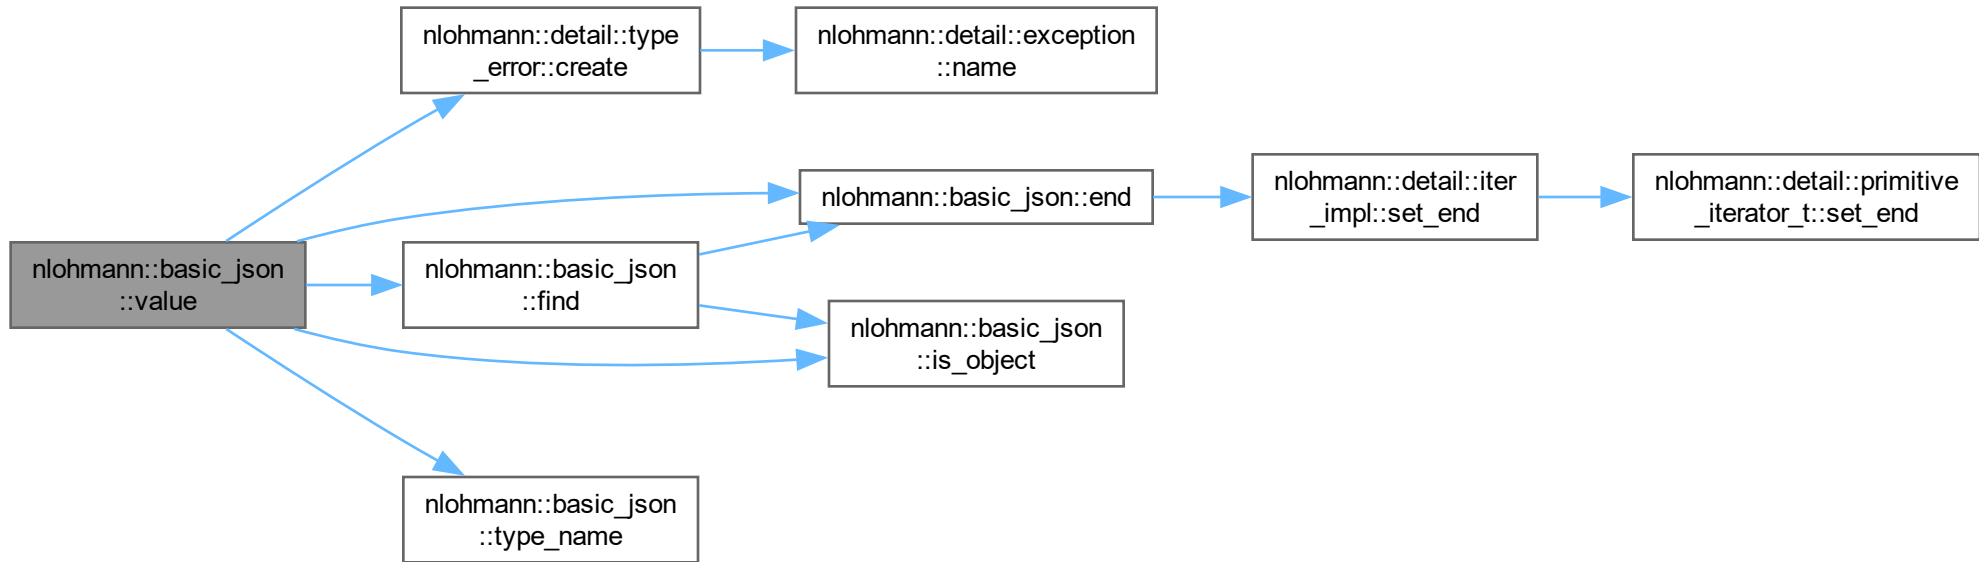 nlohmann::detail::type
_error::create
nlohmann::detail::exception
::name
nlohmann::basic_json::end
nlohmann::detail::iter
_impl::set_end
nlohmann::detail::primitive
_iterator_t::set_end
nlohmann::basic_json
::value
nlohmann::basic_json
::find
nlohmann::basic_json
::is_object
nlohmann::basic_json
::type_name